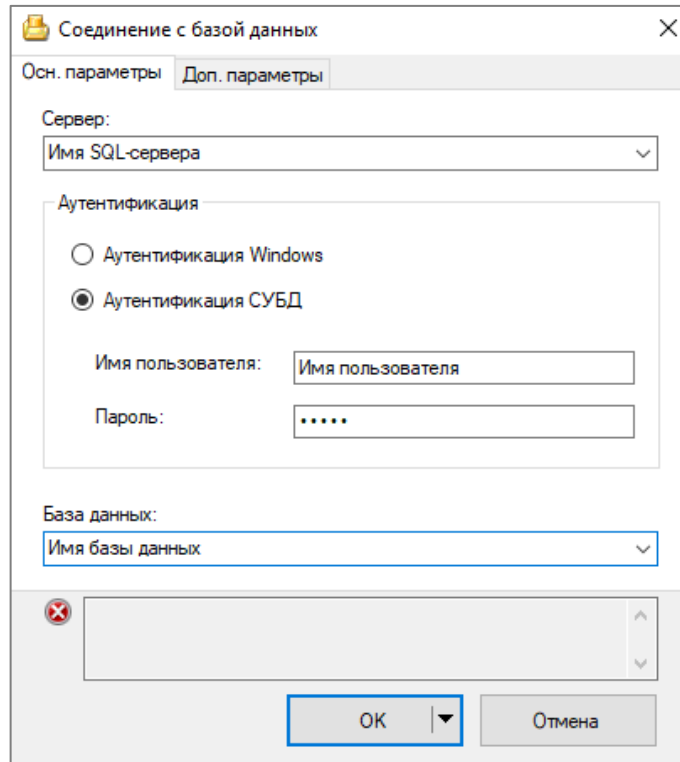 Соединение с базой данных
Осн. параметры Доп. параметры
Сервер:
Имя SQL-сервера
Аутентификация
Аутентификация Windows
Аутентификация СУБД
Имя пользователя: Имя пользователя
Пароль: •••••
База данных:
Имя базы данных
OK Отмена